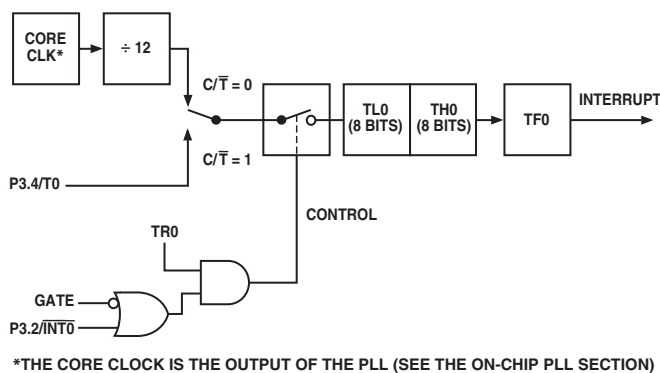 CORE
CLK*
÷ 12
C/T̅ = 0
TL0
(8 BITS)
TH0
(8 BITS)
TF0
INTERRUPT
C/T̅ = 1
P3.4/T0
CONTROL
TR0
GATE
P3.2/I̅N̅T̅0̅
*THE CORE CLOCK IS THE OUTPUT OF THE PLL (SEE THE ON-CHIP PLL SECTION)